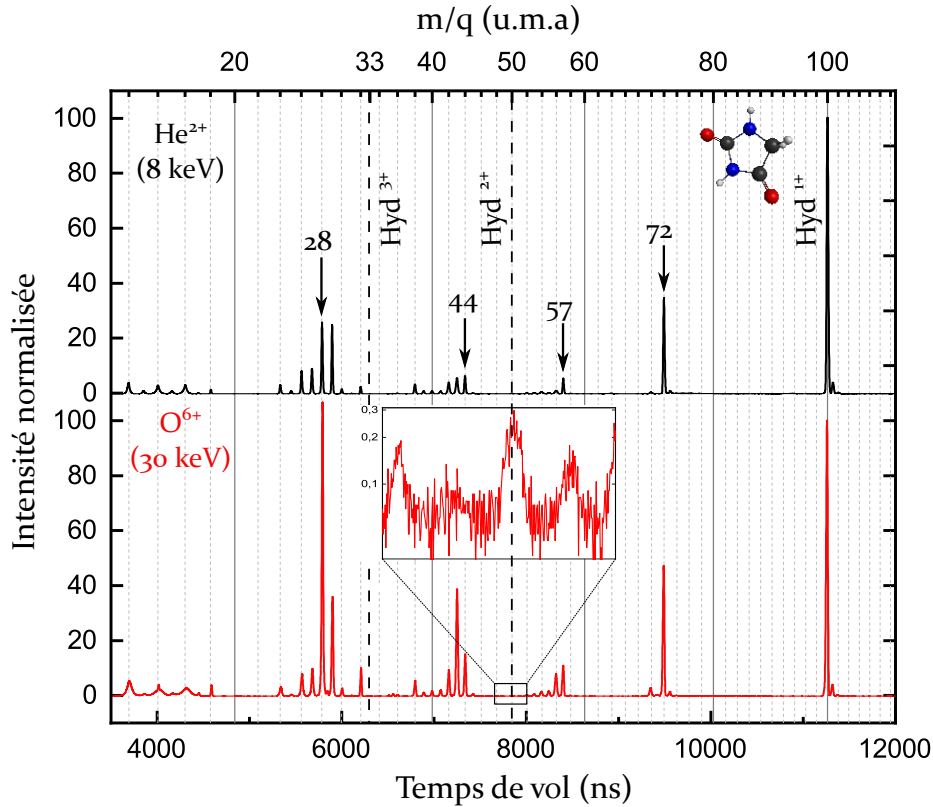 m/q (u.m.a)
20 33 40 50 60 80 100
He²⁺
(8 keV)
Hyd ³⁺
Hyd ²⁺
Hyd ¹⁺
28
44
57
72
100
80
60
40
20
0
O⁶⁺
(30 keV)
0,3
0,2
0,1
100
80
60
40
20
0
Intensité normalisée
4000 6000 8000 10000 12000
Temps de vol (ns)